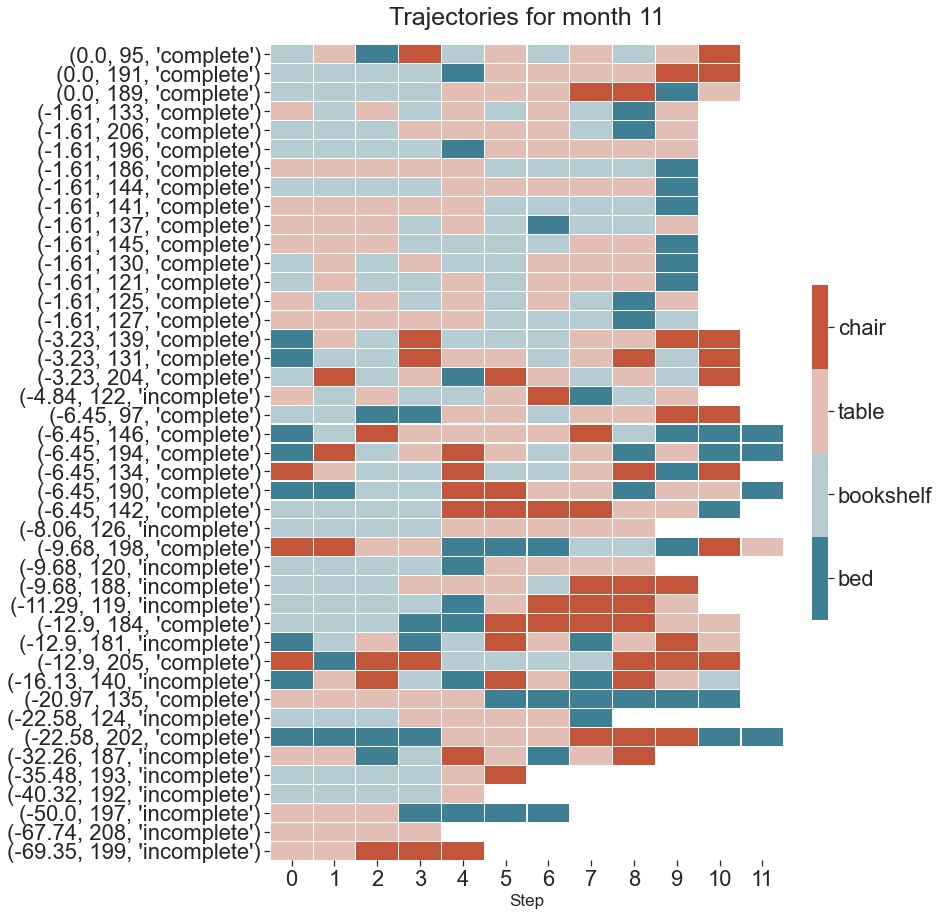 Trajectories for month 11
(0.0, 95, 'complete')
(0.0, 191, 'complete')
(0.0, 189, 'complete')
(-1.61, 133, 'complete')
(-1.61, 206, 'complete')
(-1.61, 196, 'complete')
(-1.61, 186, 'complete')
(-1.61, 144, 'complete')
(-1.61, 141, 'complete')
(-1.61, 137, 'complete')
(-1.61, 145, 'complete')
(-1.61, 130, 'complete')
(-1.61, 121, 'complete')
(-1.61, 125, 'complete')
(-1.61, 127, 'complete')
(-3.23, 139, 'complete')
(-3.23, 131, 'complete')
(-3.23, 204, 'complete')
(-4.84, 122, 'incomplete')
(-6.45, 97, 'complete')
(-6.45, 146, 'complete')
(-6.45, 194, 'complete')
(-6.45, 134, 'complete')
(-6.45, 190, 'complete')
(-6.45, 142, 'complete')
(-8.06, 126, 'incomplete')
(-9.68, 198, 'complete')
(-9.68, 120, 'incomplete')
(-9.68, 188, 'incomplete')
(-11.29, 119, 'incomplete')
(-12.9, 184, 'complete')
(-12.9, 181, 'incomplete')
(-12.9, 205, 'complete')
(-16.13, 140, 'incomplete')
(-20.97, 135, 'complete')
(-22.58, 124, 'incomplete')
(-22.58, 202, 'complete')
(-32.26, 187, 'incomplete')
(-35.48, 193, 'incomplete')
(-40.32, 192, 'incomplete')
(-50.0, 197, 'incomplete')
(-67.74, 208, 'incomplete')
(-69.35, 199, 'incomplete')
0 1 2 3 4 5 6 7 8 9 10 11
Step
chair
table
bookshelf
bed